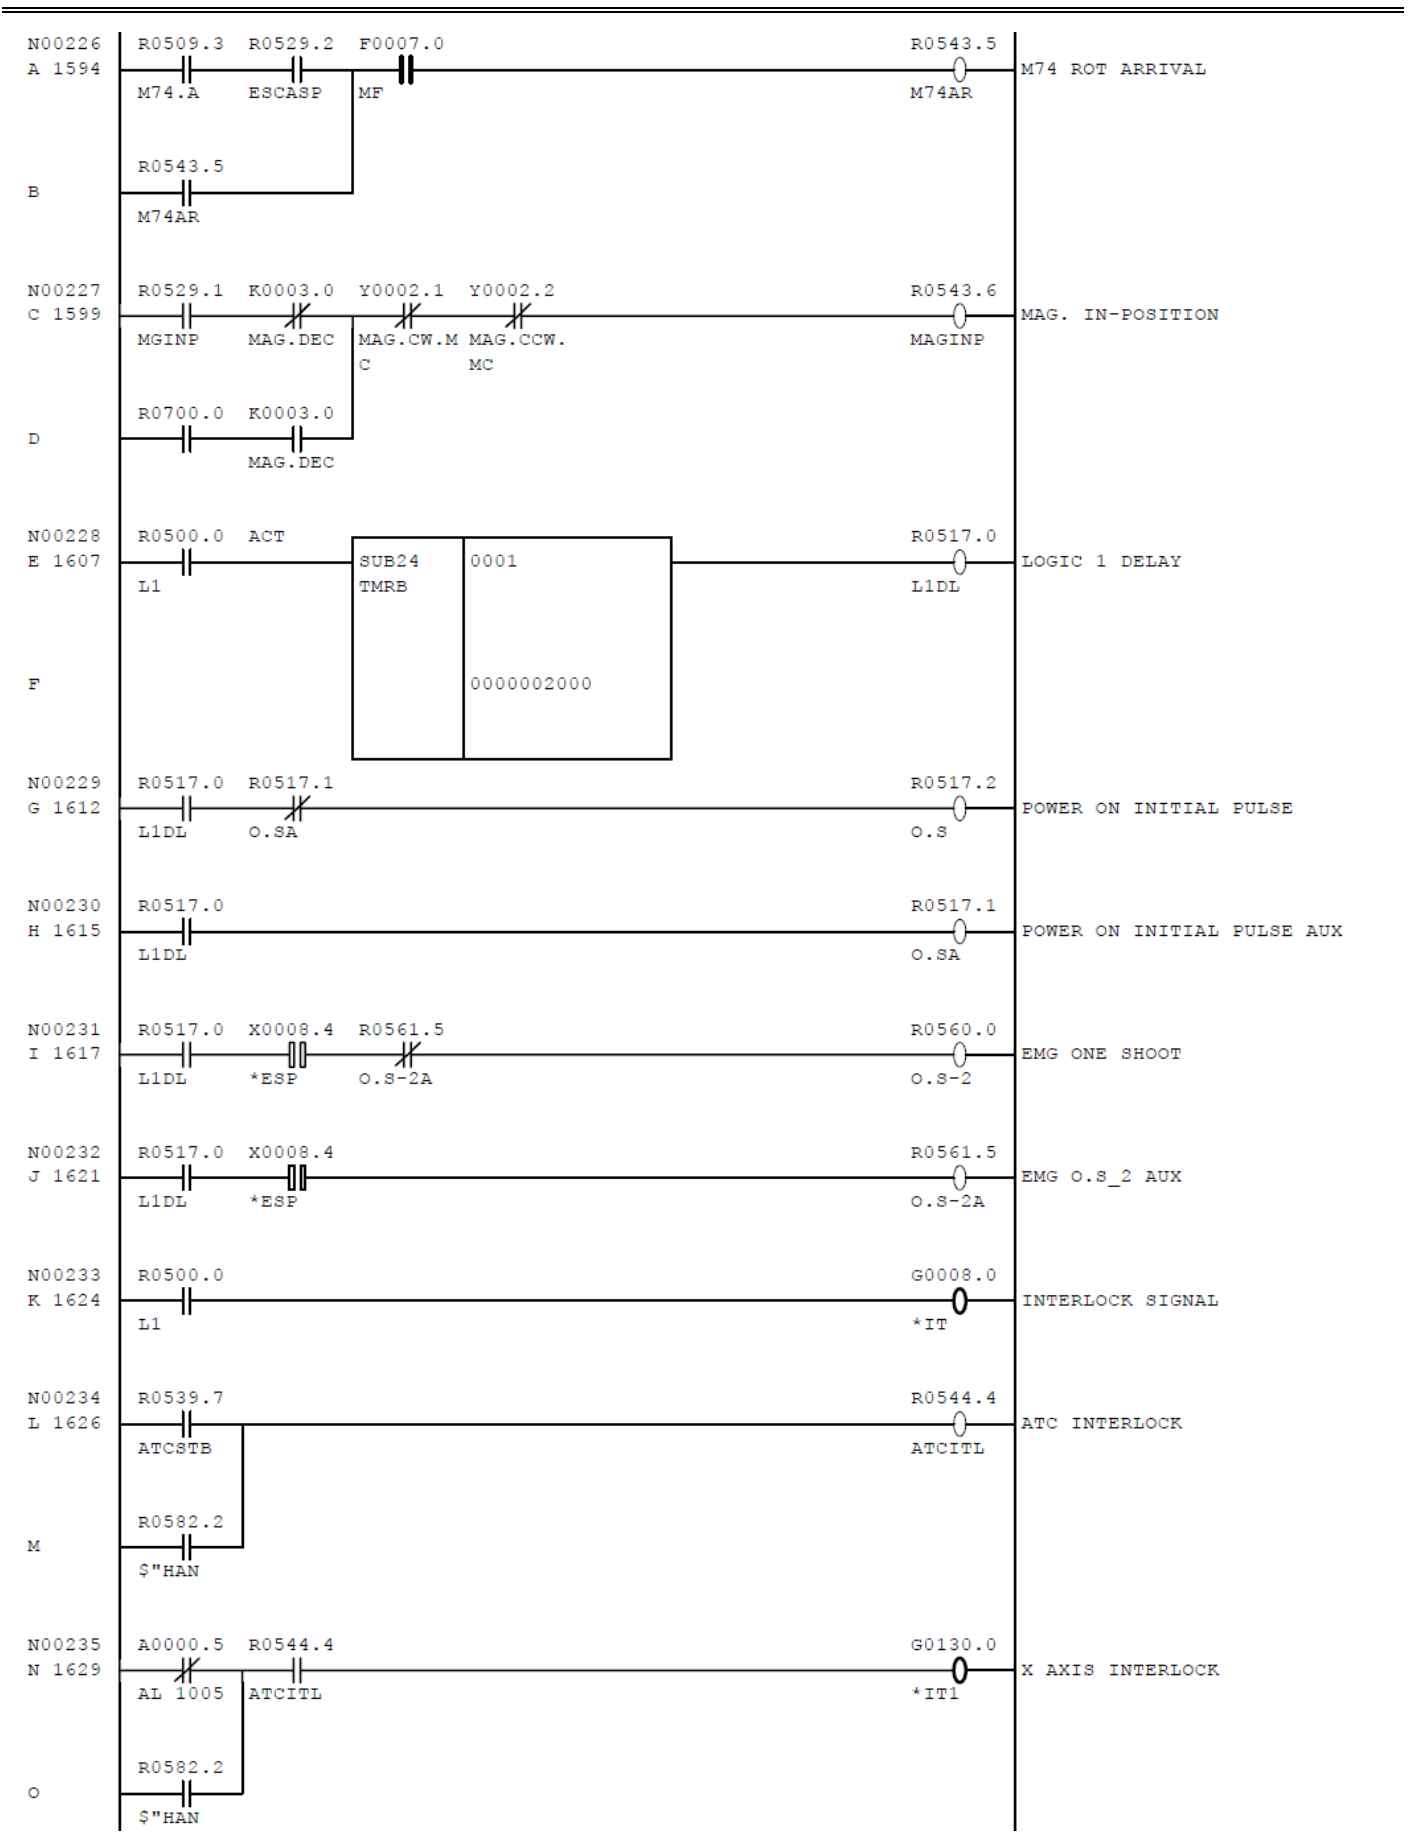 N00226 R0509.3 R0529.2 F0007.0 R0543.5
A 1594 M74 ROT ARRIVAL
M74.A ESCASP MF M74AR
R0543.5
B
M74AR
N00227 R0529.1 K0003.0 Y0002.1 Y0002.2 R0543.6
C 1599 MAG. IN-POSITION
MGINP MAG.DEC MAG.CW.M MAG.CCW. MAGINP
C MC
R0700.0 K0003.0
D
MAG.DEC
N00228 R0500.0 ACT R0517.0
E 1607 SUB24 0001 LOGIC 1 DELAY
L1 TMRB L1DL
F 0000002000
N00229 R0517.0 R0517.1 R0517.2
G 1612 POWER ON INITIAL PULSE
L1DL O.SA O.S
N00230 R0517.0 R0517.1
H 1615 POWER ON INITIAL PULSE AUX
L1DL O.SA
N00231 R0517.0 X0008.4 R0561.5 R0560.0
I 1617 EMG ONE SHOOT
L1DL *ESP O.S-2A O.S-2
N00232 R0517.0 X0008.4 R0561.5
J 1621 EMG O.S_2 AUX
L1DL *ESP O.S-2A
N00233 R0500.0 G0008.0
K 1624 INTERLOCK SIGNAL
L1 *IT
N00234 R0539.7 R0544.4
L 1626 ATC INTERLOCK
ATCSTB ATCITL
R0582.2
M
$"HAN
N00235 A0000.5 R0544.4 G0130.0
N 1629 X AXIS INTERLOCK
AL 1005 ATCITL *IT1
R0582.2
O
$"HAN